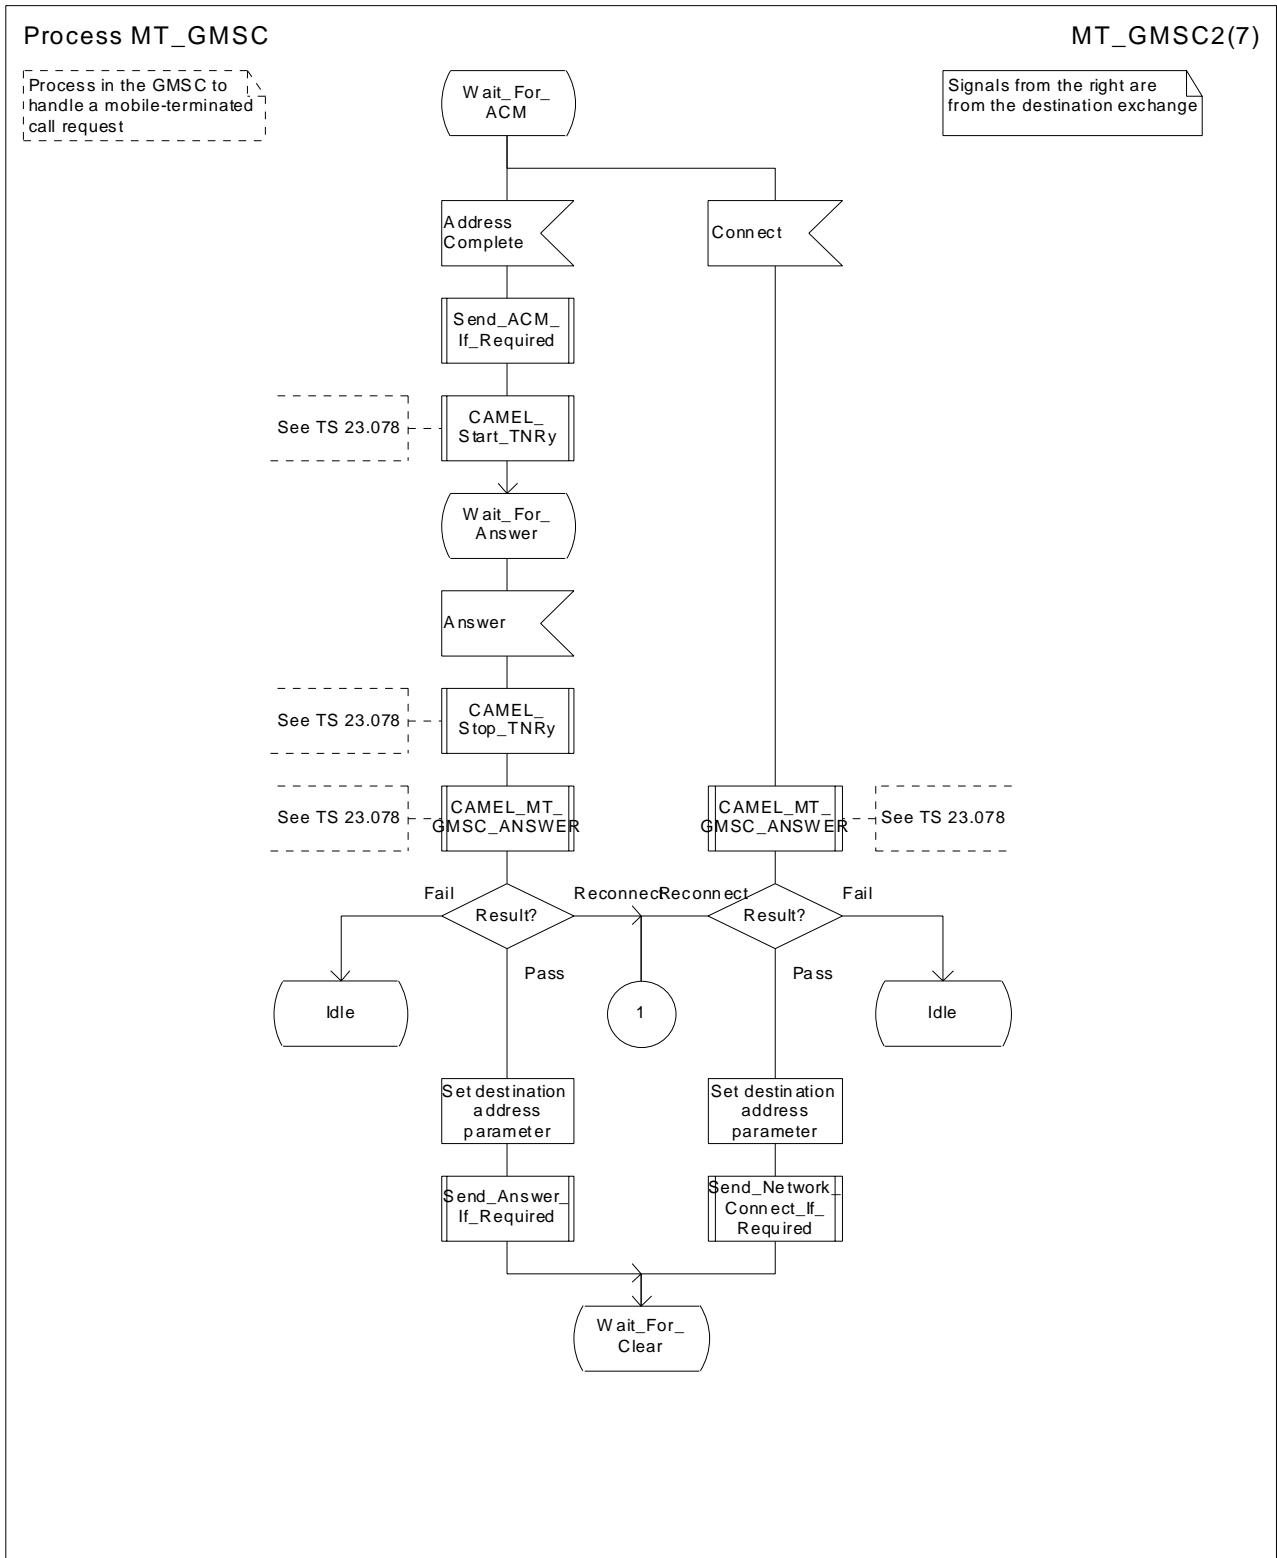 Process MT_GMSC
MT_GMSC2(7)
Process in the GMSC to
handle a mobile-terminated
call request
Signals from the right are
from the destination exchange
Wait_For_
ACM
Address
Complete
Connect
Send_ACM_
If_Required
See TS 23.078
CAMEL_
Start_TNRy
Wait_For_
Answer
Answer
See TS 23.078
CAMEL_
Stop_TNRy
See TS 23.078
CAMEL_MT_
GMSC_ANSWER
CAMEL_MT_
GMSC_ANSWER
See TS 23.078
Fail
Reconnect
Reconnect
Fail
Result?
Result?
Pass
Pass
Idle
1
Idle
Set destination
address
parameter
Set destination
address
parameter
Send_Answer_
If_Required
Send_Network_
Connect_If_
Required
Wait_For_
Clear